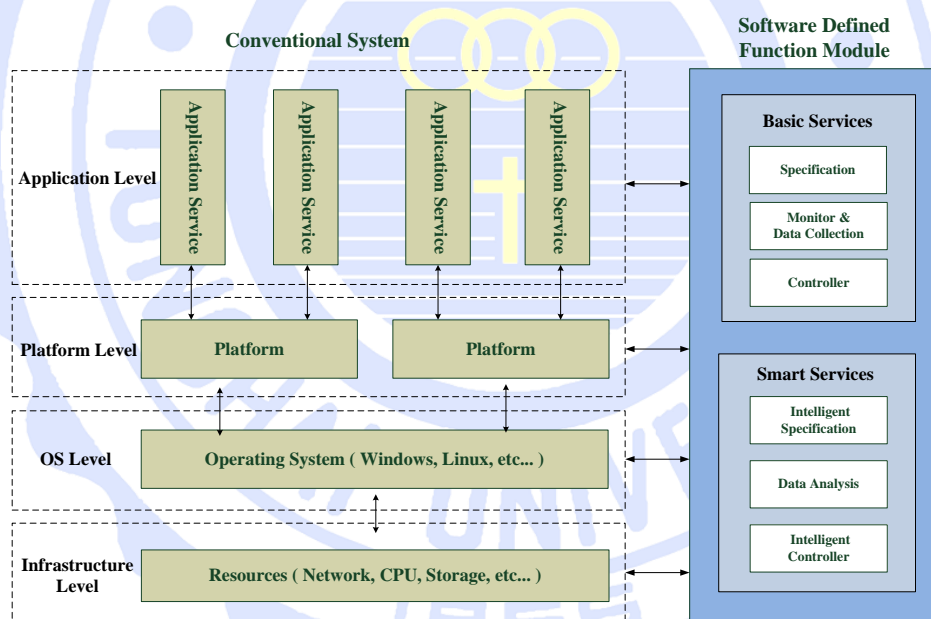 Conventional System
Software Defined
Function Module
Application Level
Application Service
Application Service
Application Service
Application Service
Platform Level
Platform
Platform
OS Level
Operating System ( Windows, Linux, etc... )
Infrastructure
Level
Resources ( Network, CPU, Storage, etc... )
Basic Services
Specification
Monitor &
Data Collection
Controller
Smart Services
Intelligent
Specification
Data Analysis
Intelligent
Controller